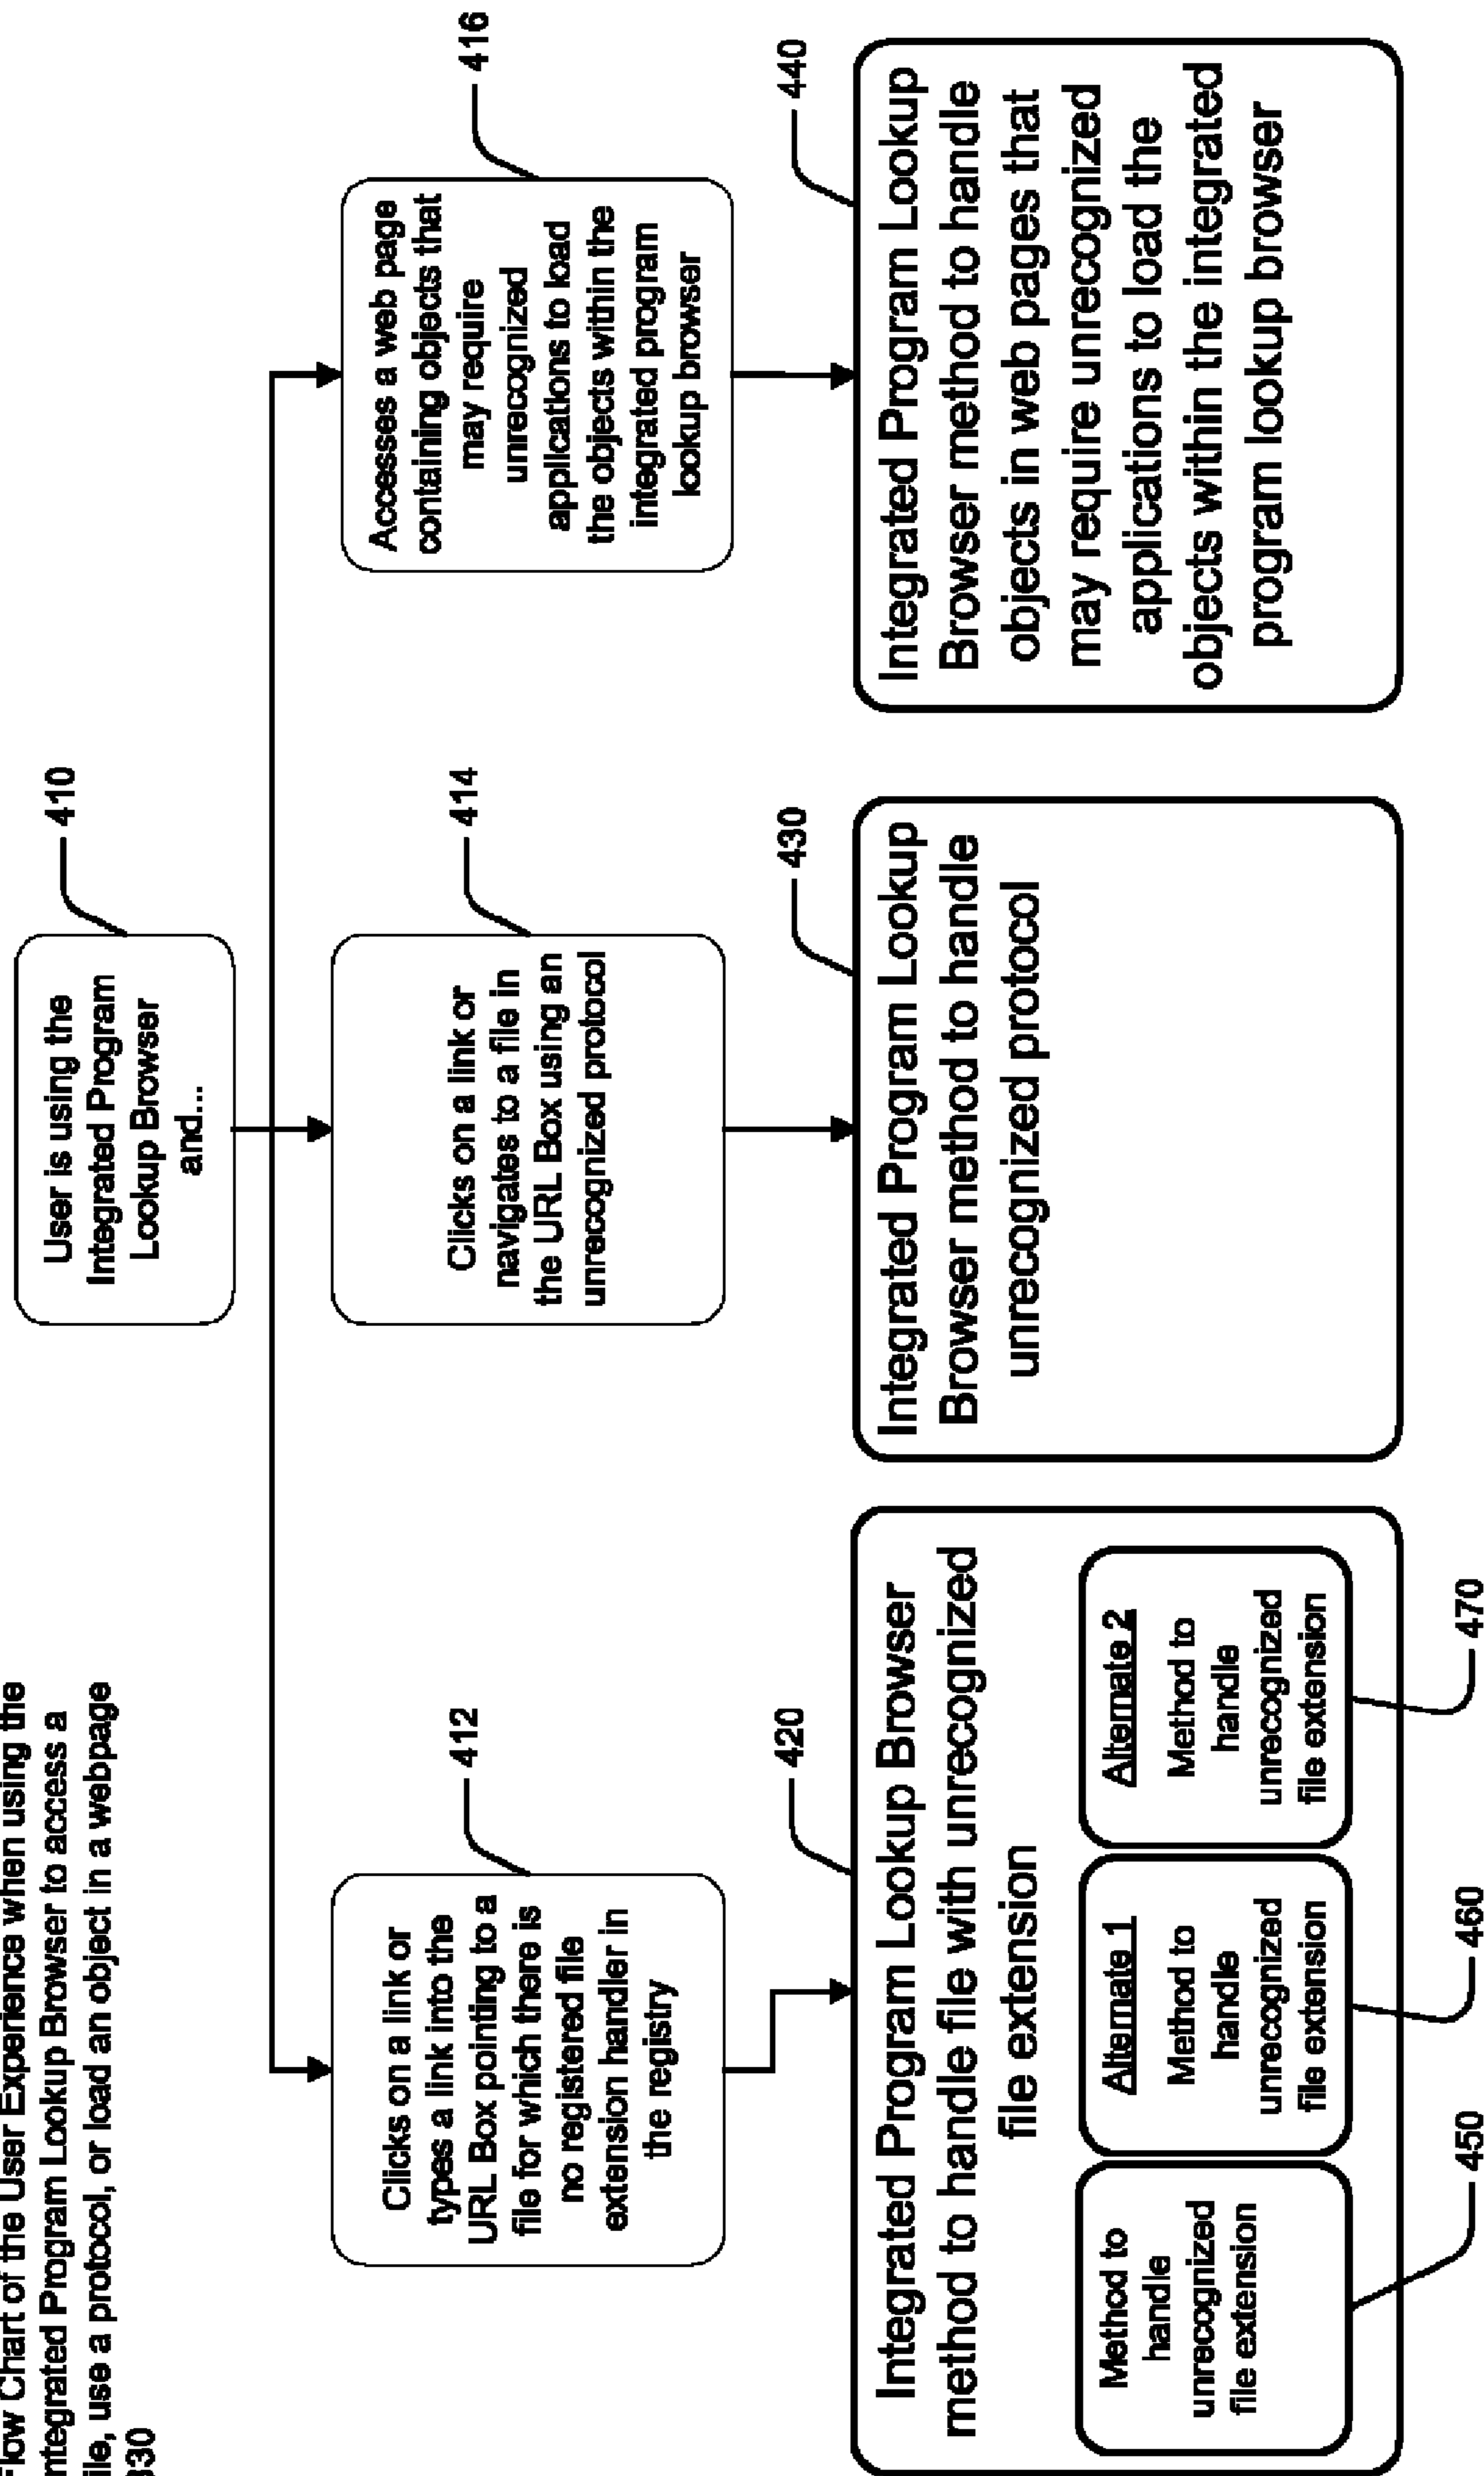 Flow Chart of the User Experience when using the
ntegrated Program Lookup Browser to access a
ile, use a protocol, or load an object in a webpage
330
User is using the
Integrated Program
Lookup Browser
and...
410
Clicks on a link or
types a link into the
URL Box pointing to a
file for which there is
no registered file
extension handler in
the registry
412
Clicks on a link or
navigates to a file in
the URL Box using an
unrecognized protocol
414
Accesses a web page
containing objects that
may require
unrecognized
applications to load
the objects within the
integrated program
lookup browser
416
Integrated Program Lookup Browser
method to handle file with unrecognized
file extension
420
Method to
handle
unrecognized
file extension
450
Alternate 1
Method to
handle
unrecognized
file extension
460
Alternate 2
Method to
handle
unrecognized
file extension
470
Integrated Program Lookup
Browser method to handle
unrecognized protocol
430
Integrated Program Lookup
Browser method to handle
objects in web pages that
may require unrecognized
applications to load the
objects within the integrated
program lookup browser
440